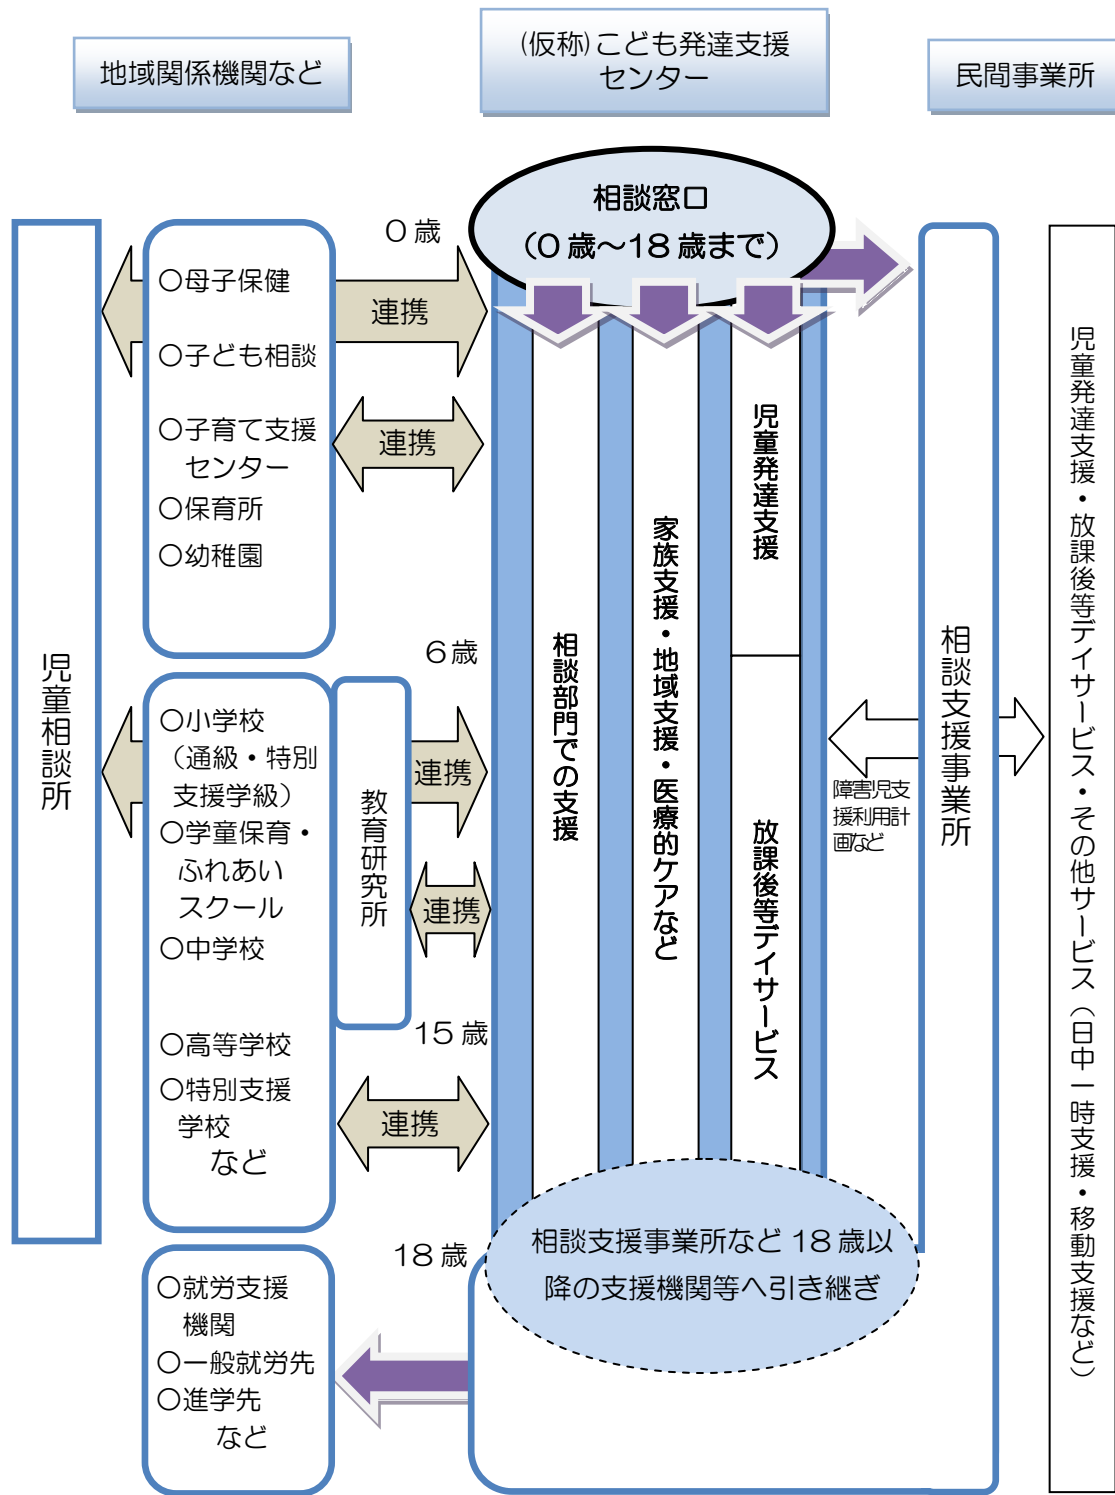 地域関係機関など
(仮称)こども発達支援
センター
民間事業所
相談窓口
(0歳～18歳まで)
0歳
○母子保健
○子ども相談
○子育て支援
センター
○保育所
○幼稚園
連携
連携
6歳
児童相談所
○小学校
（通級・特別
支援学級）
○学童保育・
ふれあい
スクール
○中学校
○高等学校
○特別支援
学校
など
教育研究所
連携
連携
15歳
連携
18歳
相談部門での支援
家族支援・地域支援・医療的ケアなど
児童発達支援
放課後等デイサービス
障害児支
援利用計
画など
相談支援事業所
児童発達支援・放課後等デイサービス・その他サービス（日中一時支援・移動支援など）
相談支援事業所など18歳以
降の支援機関等へ引き継ぎ
○就労支援
機関
○一般就労先
○進学先
など